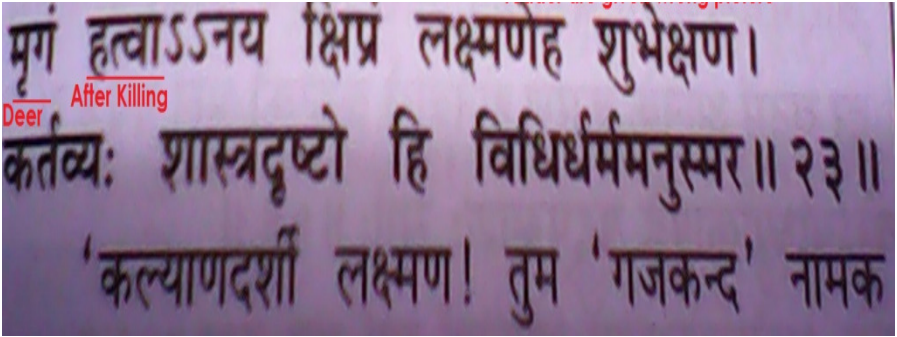 मृगं हत्वाऽऽनय क्षिप्रं लक्ष्मणेह शुभेक्षण।
Deer After Killing
कर्तव्यः शास्त्रदृष्टो हि विधिर्धर्ममनुस्मर॥ २३॥
'कल्याणदर्शी लक्ष्मण! तुम 'गजकन्द' नामक